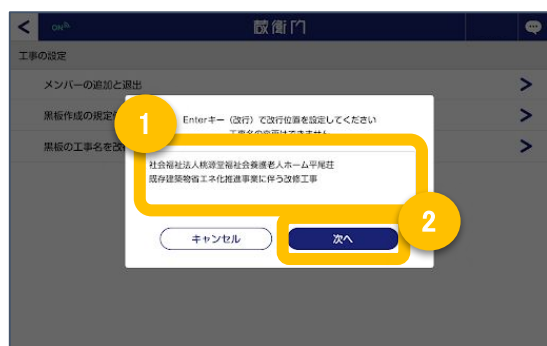 ON
蔵衛門
工事の設定
メンバーの追加と退出
黒板作成の規定
黒板の工事名を改
1
Enterキー（改行）で改行位置を設定してください
工事名の変更はできません
社会福祉法人桃源堂福祉会養護老人ホーム平尾荘
既存建築物省エネ化推進事業に伴う改修工事
2
キャンセル
次へ